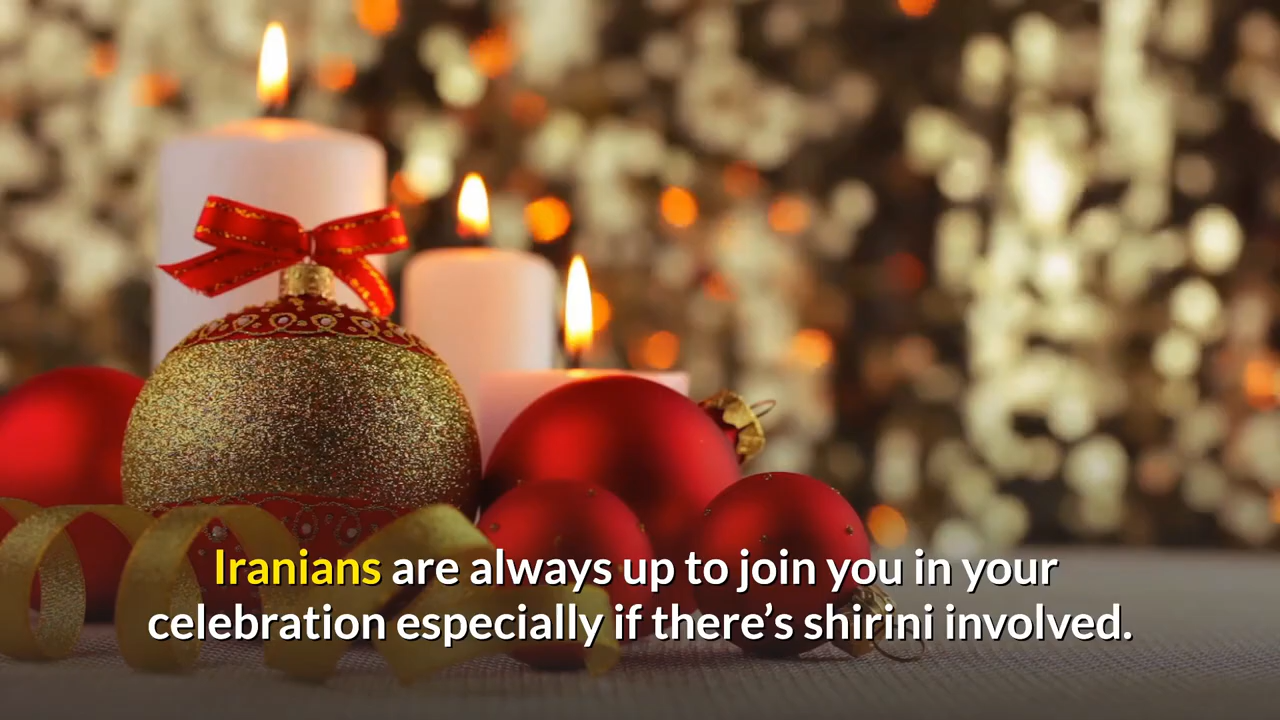 Iranians are always up to join you in your
celebration especially if there’s shirini involved.